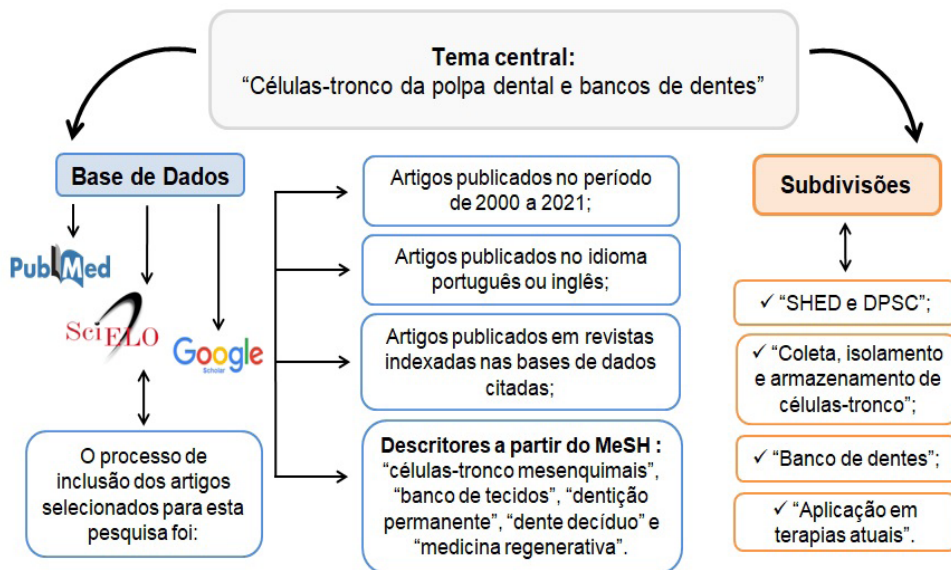 Tema central:
“Células-tronco da polpa dental e bancos de dentes”
Base de Dados
PubMed
SciELO
Google
Scholar
O processo de
inclusão dos artigos
selecionados para esta
pesquisa foi:
Artigos publicados no período
de 2000 a 2021;
Artigos publicados no idioma
português ou inglês;
Artigos publicados em revistas
indexadas nas bases de dados
citadas;
Descritores a partir do MeSH :
“células-tronco mesenquimais”,
“banco de tecidos”, “dentição
permanente”, “dente decíduo” e
“medicina regenerativa”.
Subdivisões
✓ “SHED e DPSC”;
✓ “Coleta, isolamento
e armazenamento de
células-tronco”;
✓ “Banco de dentes”;
✓ “Aplicação em
terapias atuais”.